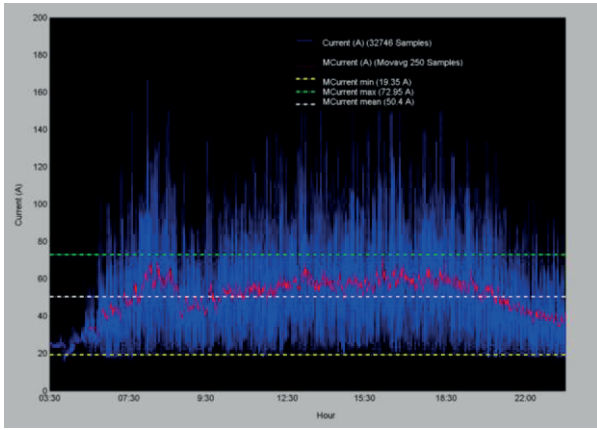 200
180
160
140
120
100
80
60
40
20
0
Current (A)
Current (A) (32746 Samples)
MCurrent (A) (Movavg 250 Samples)
MCurrent min (19.35 A)
MCurrent max (72.95 A)
MCurrent mean (50.4 A)
03:30 07:30 9:30 12:30 15:30 18:30 22:00
Hour